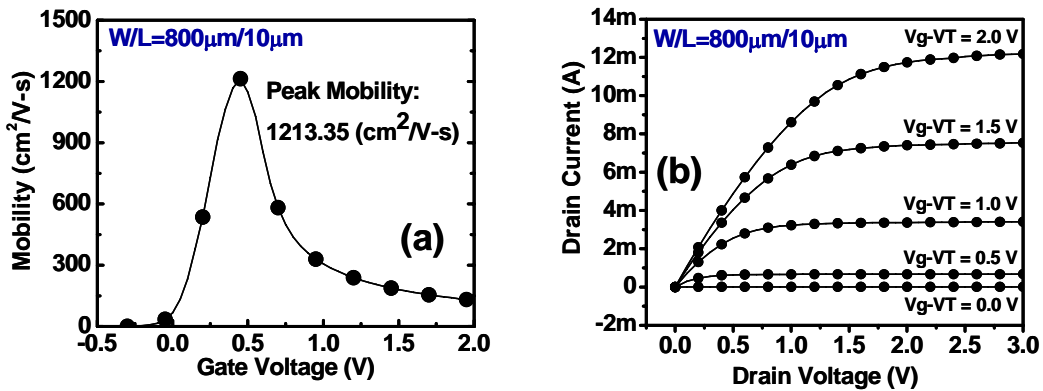 W/L=800μm/10μm
Peak Mobility:
1213.35 (cm²/V-s)
(a)
Mobility (cm²/V-s)
1500
1200
900
600
300
0
-0.5 0.0 0.5 1.0 1.5 2.0
Gate Voltage (V)
W/L=800μm/10μm
Vg-VT = 2.0 V
Vg-VT = 1.5 V
(b)
Vg-VT = 1.0 V
Vg-VT = 0.5 V
Vg-VT = 0.0 V
Drain Current (A)
14m
12m
10m
8m
6m
4m
2m
0
-2m
0.0 0.5 1.0 1.5 2.0 2.5 3.0
Drain Voltage (V)